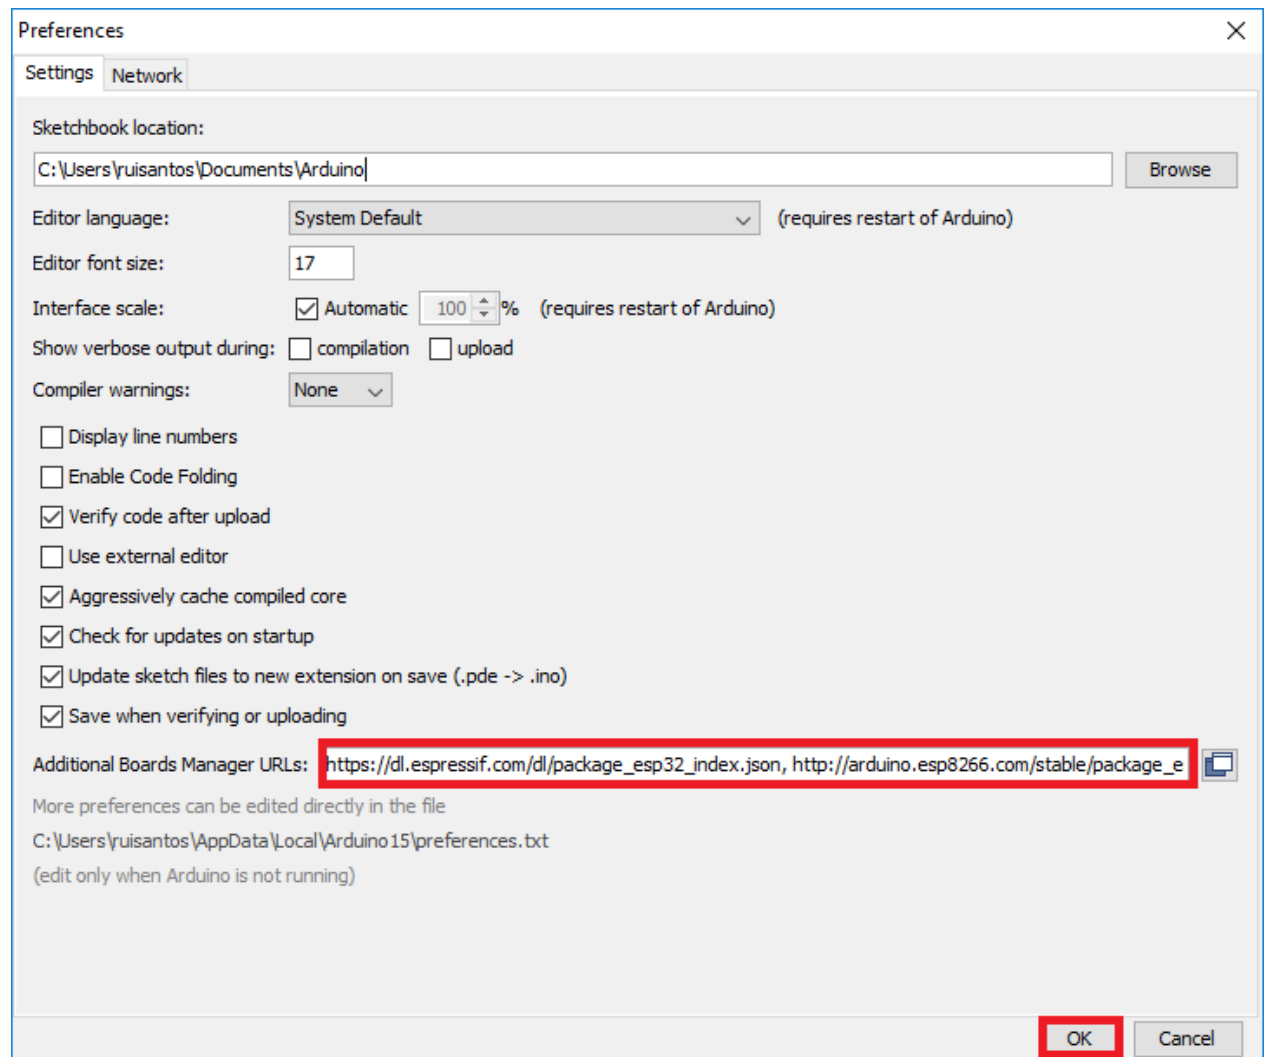 Preferences
Settings Network
Sketchbook location:
C:\Users\ruisantos\Documents\Arduino Browse
Editor language: System Default (requires restart of Arduino)
Editor font size: 17
Interface scale: Automatic 100 % (requires restart of Arduino)
Show verbose output during: compilation upload
Compiler warnings: None
Display line numbers
Enable Code Folding
Verify code after upload
Use external editor
Aggressively cache compiled core
Check for updates on startup
Update sketch files to new extension on save (.pde -> .ino)
Save when verifying or uploading
Additional Boards Manager URLs: https://dl.espressif.com/dl/package_esp32_index.json, http://arduino.esp8266.com/stable/package_e
More preferences can be edited directly in the file
C:\Users\ruisantos\AppData\Local\Arduino15\preferences.txt
(edit only when Arduino is not running)
OK Cancel